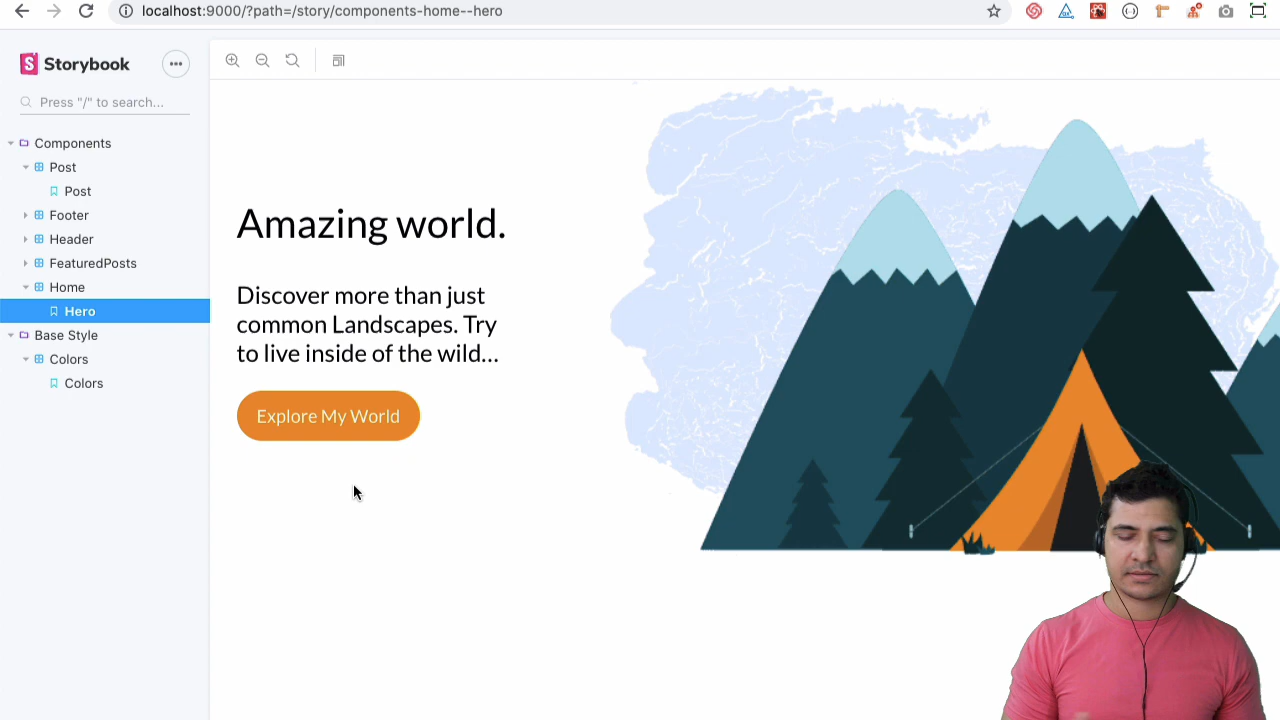 localhost:9000/?path=/story/components-home--hero
Storybook
Press "/" to search...
Components
Post
Post
Footer
Header
FeaturedPosts
Home
Hero
Base Style
Colors
Colors
Amazing world.
Discover more than just
common Landscapes. Try
to live inside of the wild...
Explore My World